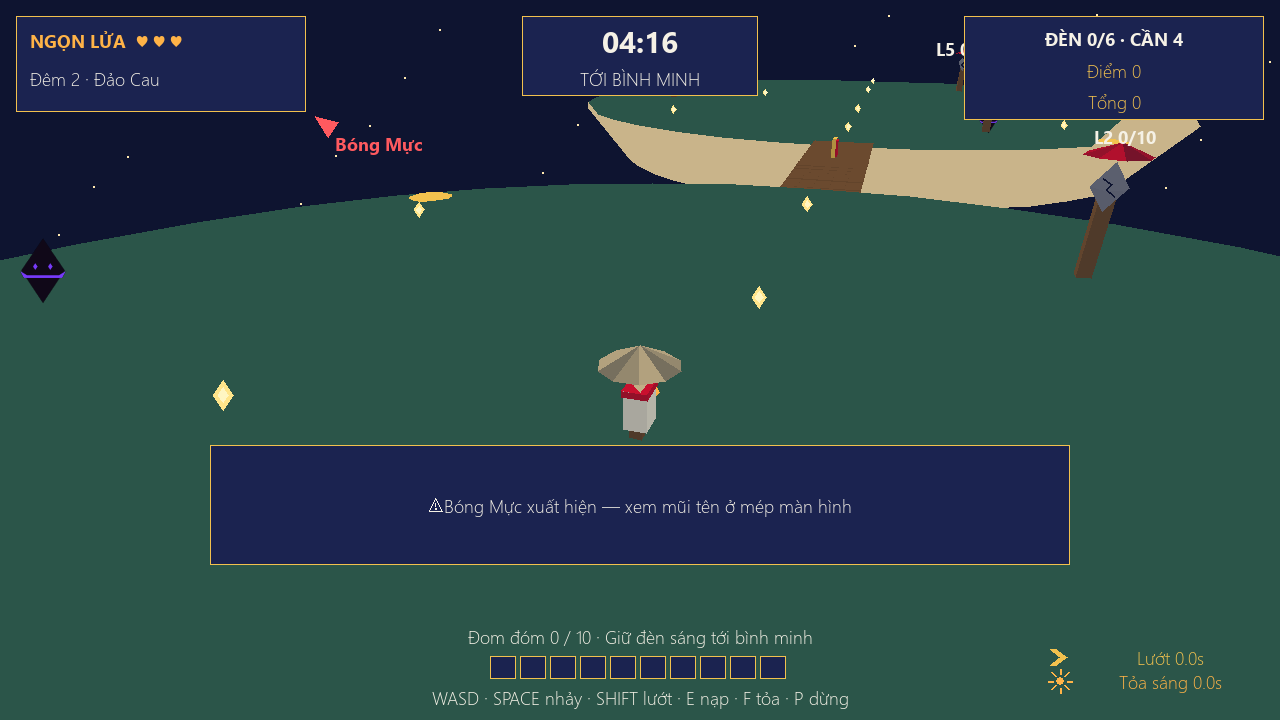 NGỌN LỬA ♥ ♥ ♥
Đêm 2 · Đảo Cau
04:16
TỚI BÌNH MINH
ĐÈN 0/6 · CẦN 4
Điểm 0
Tổng 0
L5
L2 0/10
Bóng Mực
⚠Bóng Mực xuất hiện — xem mũi tên ở mép màn hình
Đom đóm 0 / 10 · Giữ đèn sáng tới bình minh
WASD · SPACE nhảy · SHIFT lướt · E nạp · F tỏa · P dừng
Lướt 0.0s
Tỏa sáng 0.0s